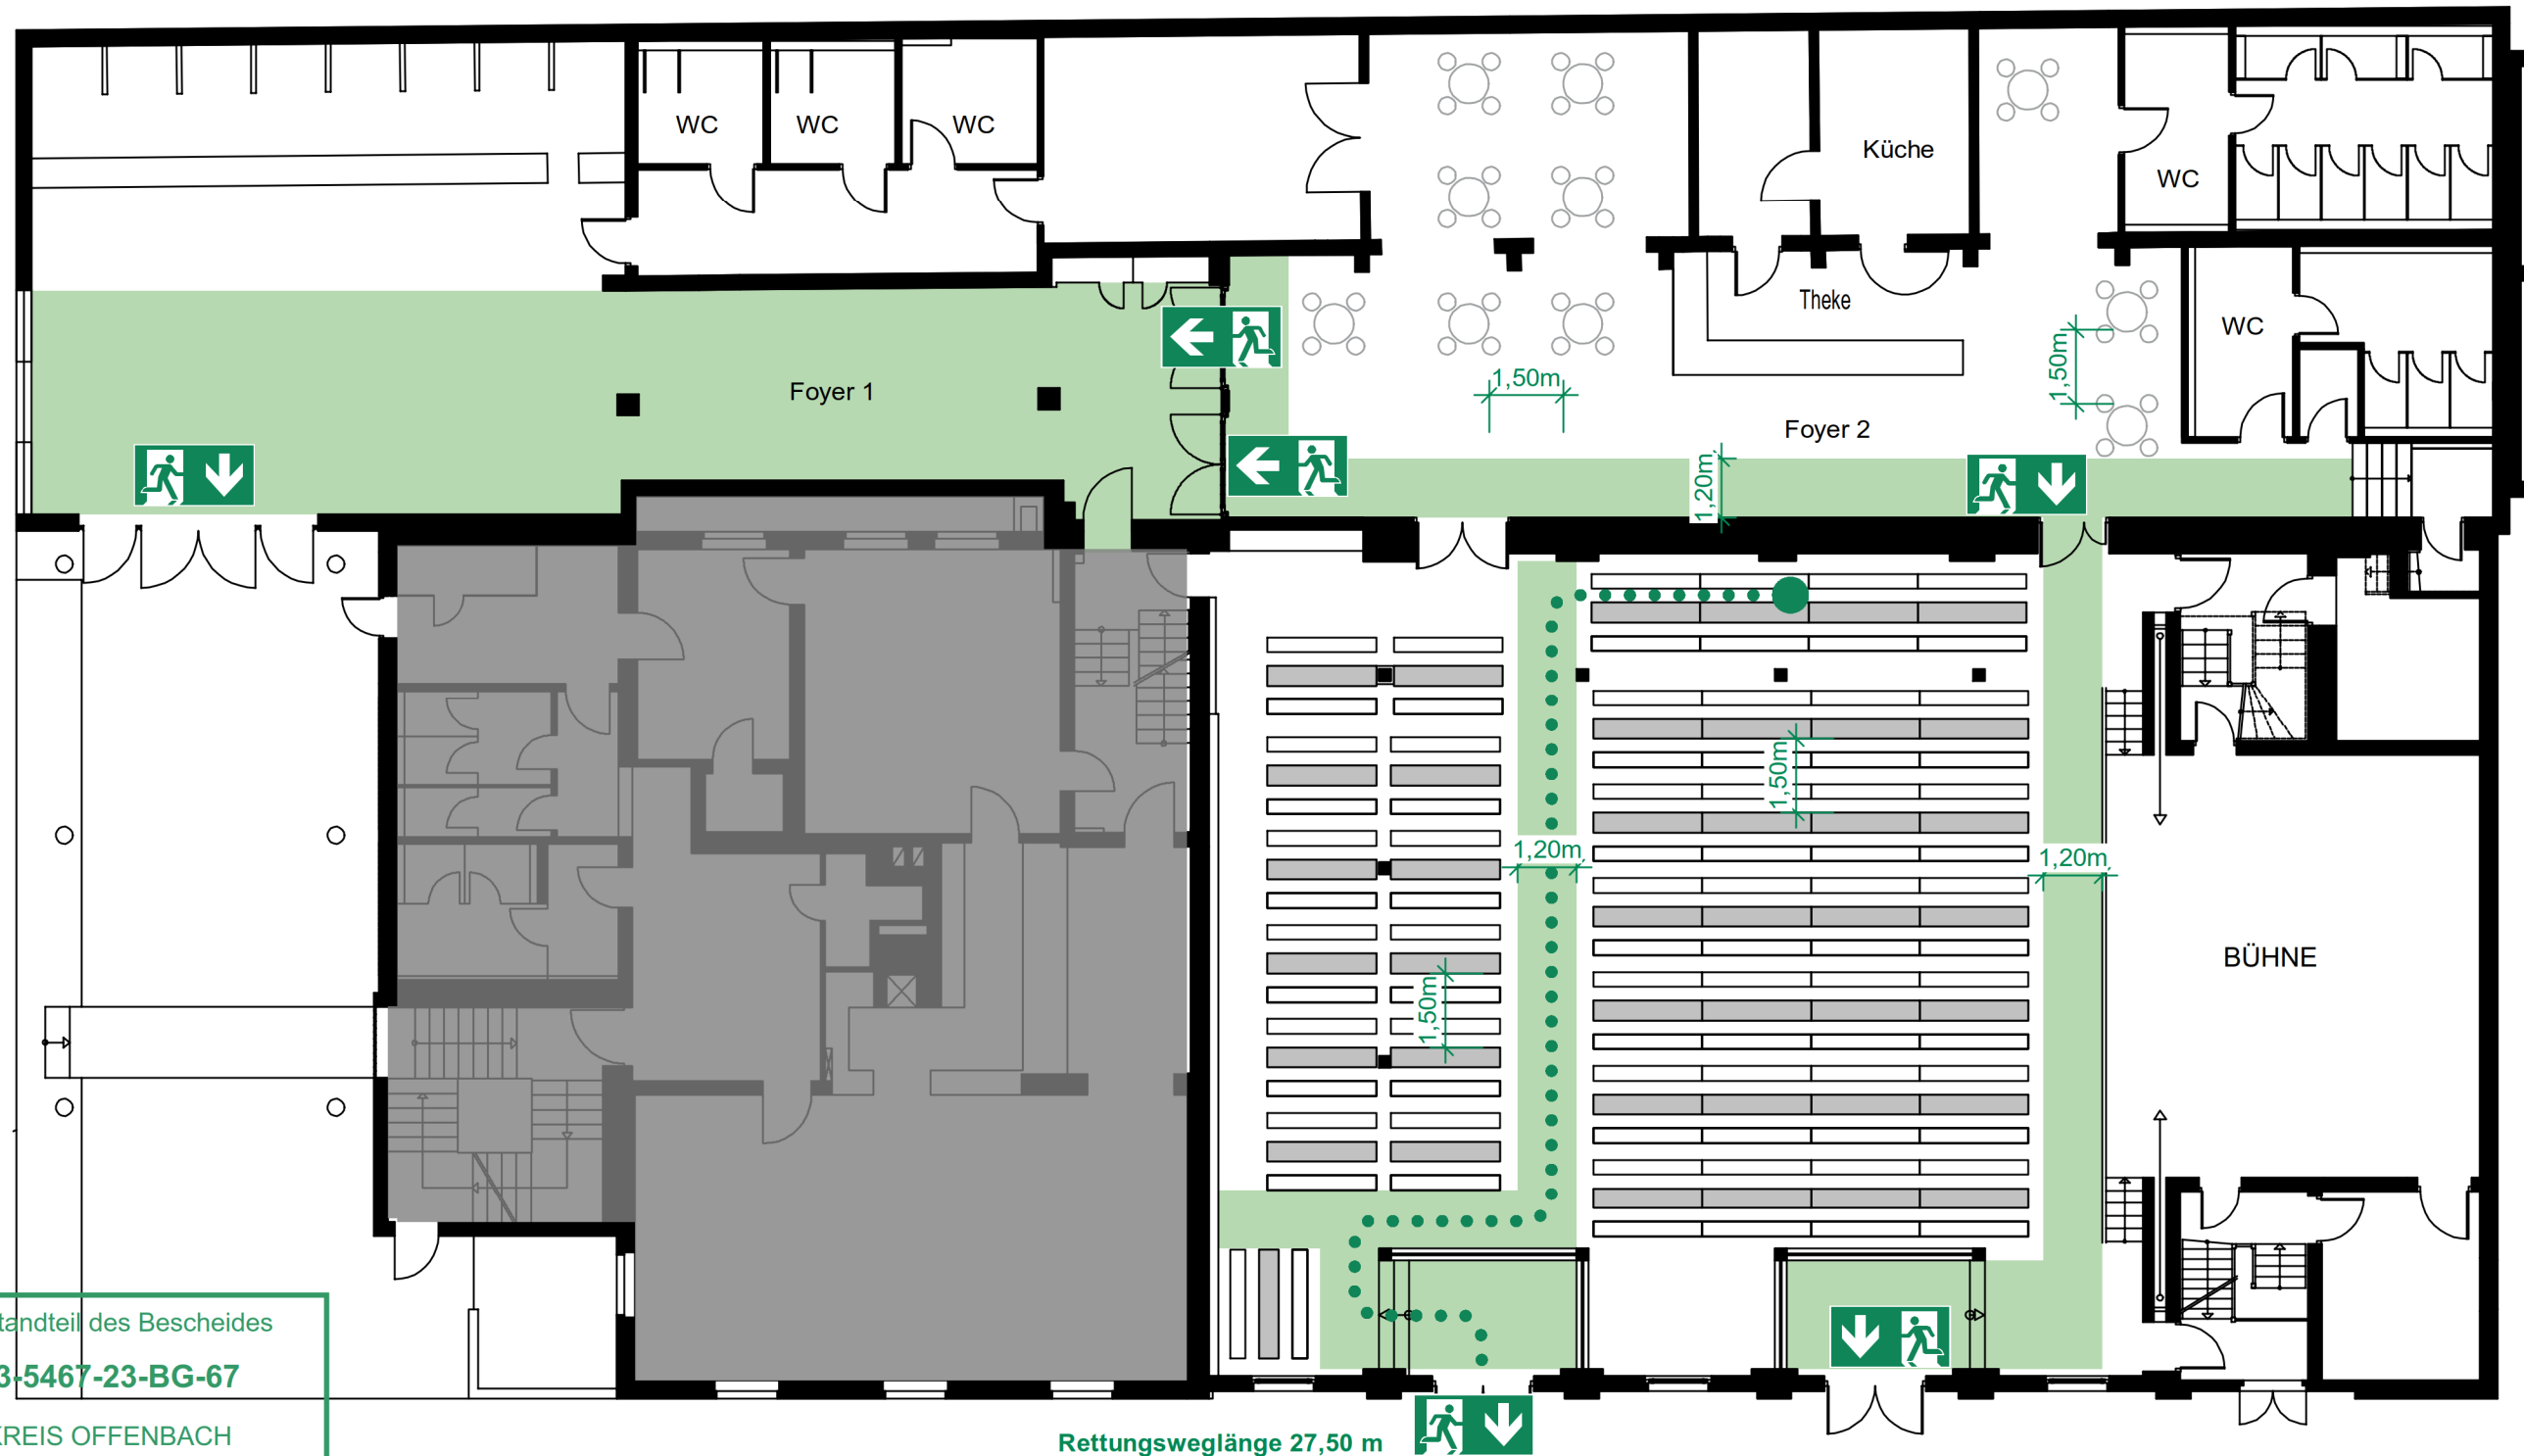 WC
WC
WC
Küche
WC
Theke
WC
1,50m
1,50m
Foyer 1
Foyer 2
1,20m
1,50m
1,20m
1,20m
BÜHNE
1,50m
tandteil des Bescheides
3-5467-23-BG-67
KREIS OFFENBACH
Rettungsweglänge 27,50 m